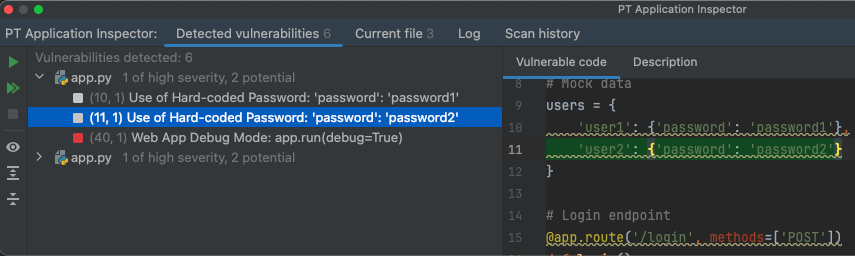 PT Application Inspector
PT Application Inspector: Detected vulnerabilities 6 Current file 3 Log Scan history
Vulnerabilities detected: 6
app.py 1 of high severity, 2 potential
(10, 1) Use of Hard-coded Password: 'password': 'password1'
(11, 1) Use of Hard-coded Password: 'password': 'password2'
(40, 1) Web App Debug Mode: app.run(debug=True)
app.py 1 of high severity, 2 potential
Vulnerable code Description
8 # Mock data
9 users = {
10 'user1': {'password': 'password1'},
11 'user2': {'password': 'password2'}
12 }
13
14 # Login endpoint
15 @app.route('/login', methods=['POST'])